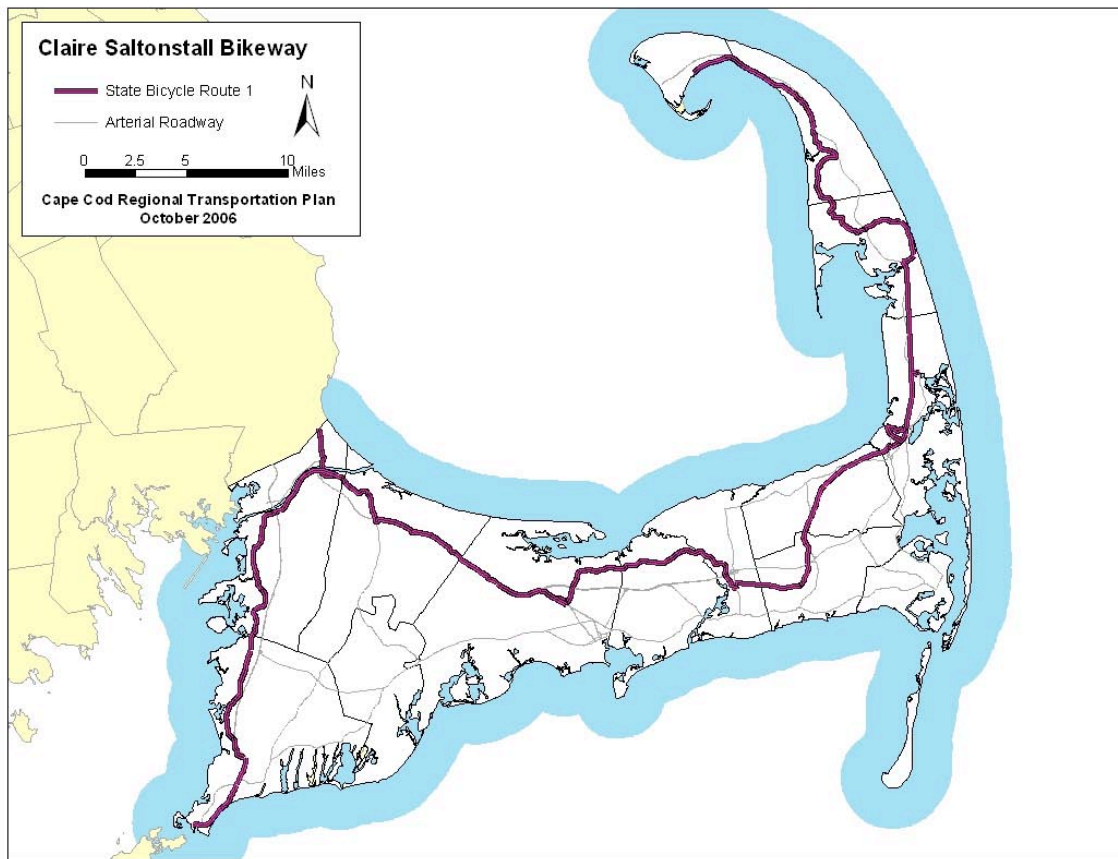 Claire Saltonstall Bikeway
State Bicycle Route 1
Arterial Roadway
N
0 2.5 5 10
Miles
Cape Cod Regional Transportation Plan
October 2006